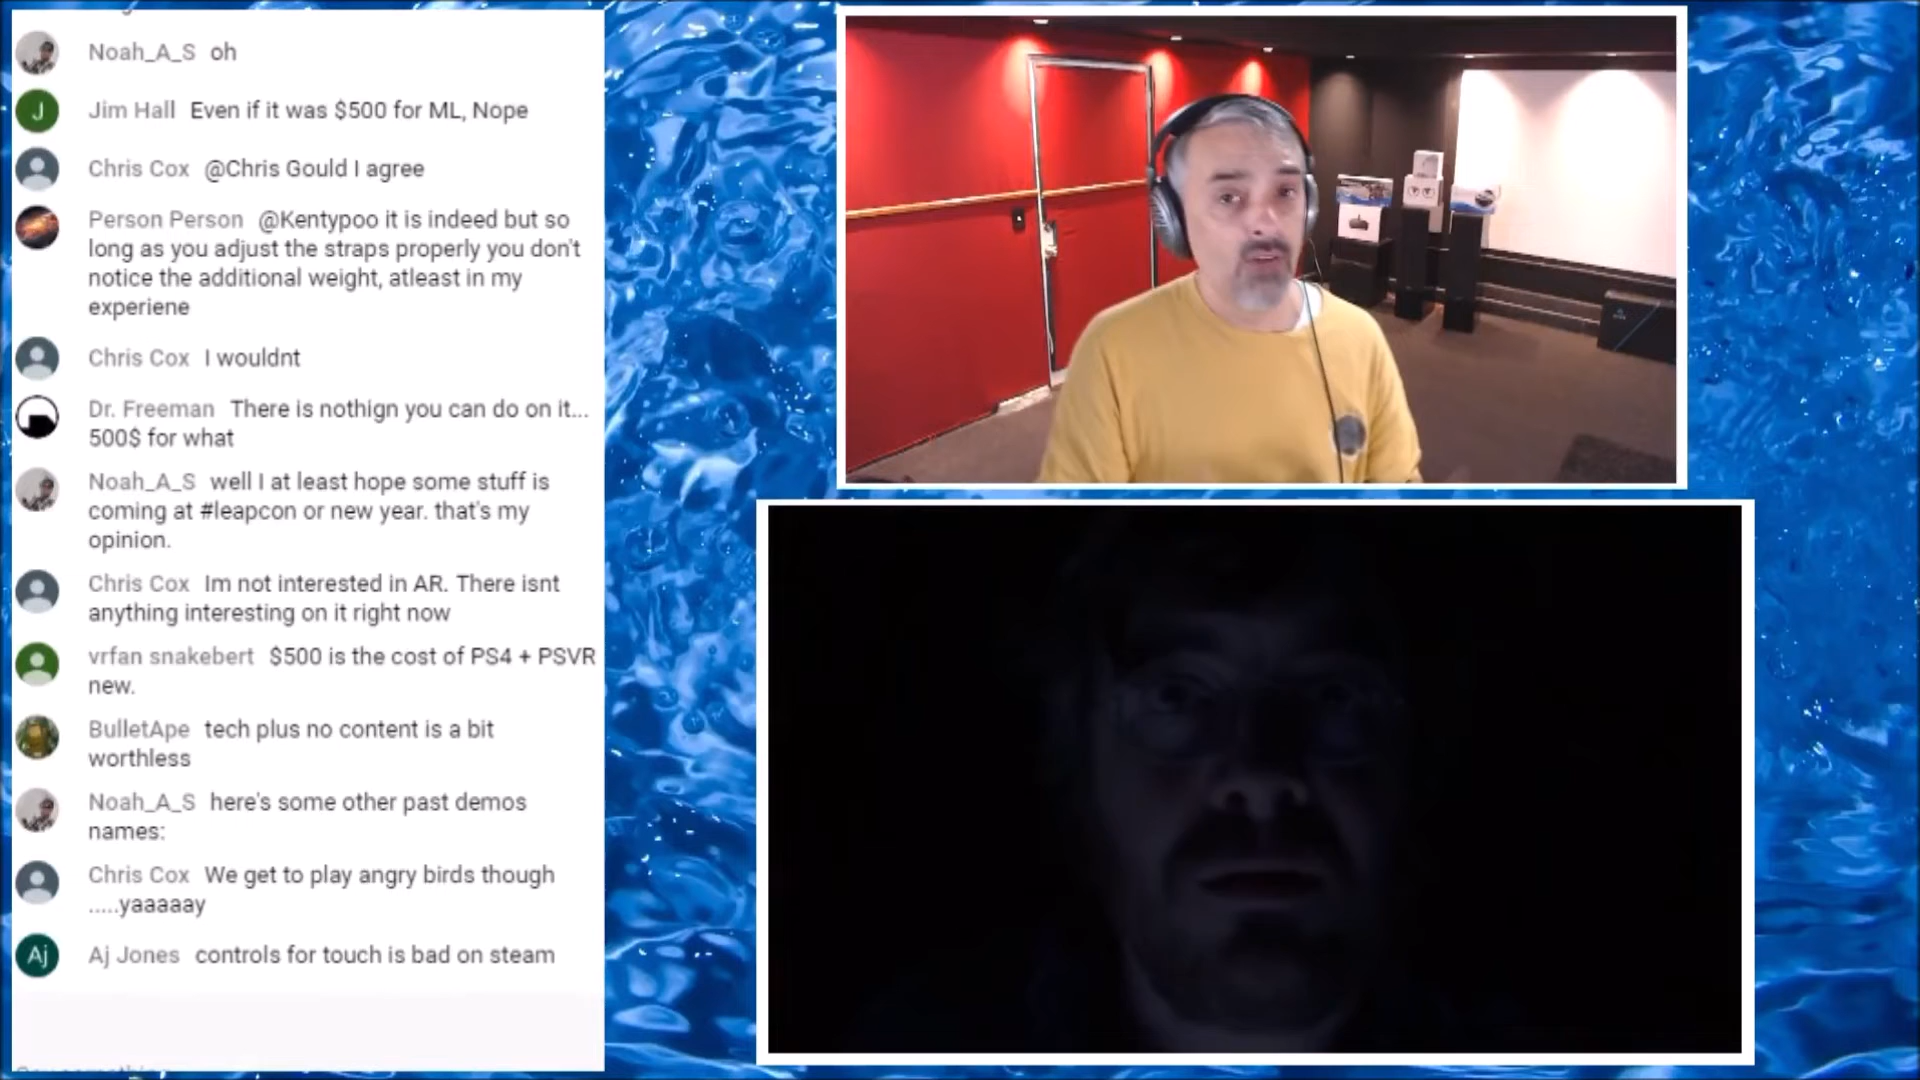 Noah_A_S oh
J Jim Hall Even if it was $500 for ML, Nope
Chris Cox @Chris Gould I agree
Person Person @Kentypoo it is indeed but so
long as you adjust the straps properly you don't
notice the additional weight, atleast in my
experiene
Chris Cox I wouldnt
Dr. Freeman There is nothign you can do on it...
500$ for what
Noah_A_S well I at least hope some stuff is
coming at #leapcon or new year. that's my
opinion.
Chris Cox Im not interested in AR. There isnt
anything interesting on it right now
vrfan snakebert $500 is the cost of PS4 + PSVR
new.
BulletApe tech plus no content is a bit
worthless
Noah_A_S here's some other past demos
names:
Chris Cox We get to play angry birds though
.....yaaaaay
Aj Aj Jones controls for touch is bad on steam